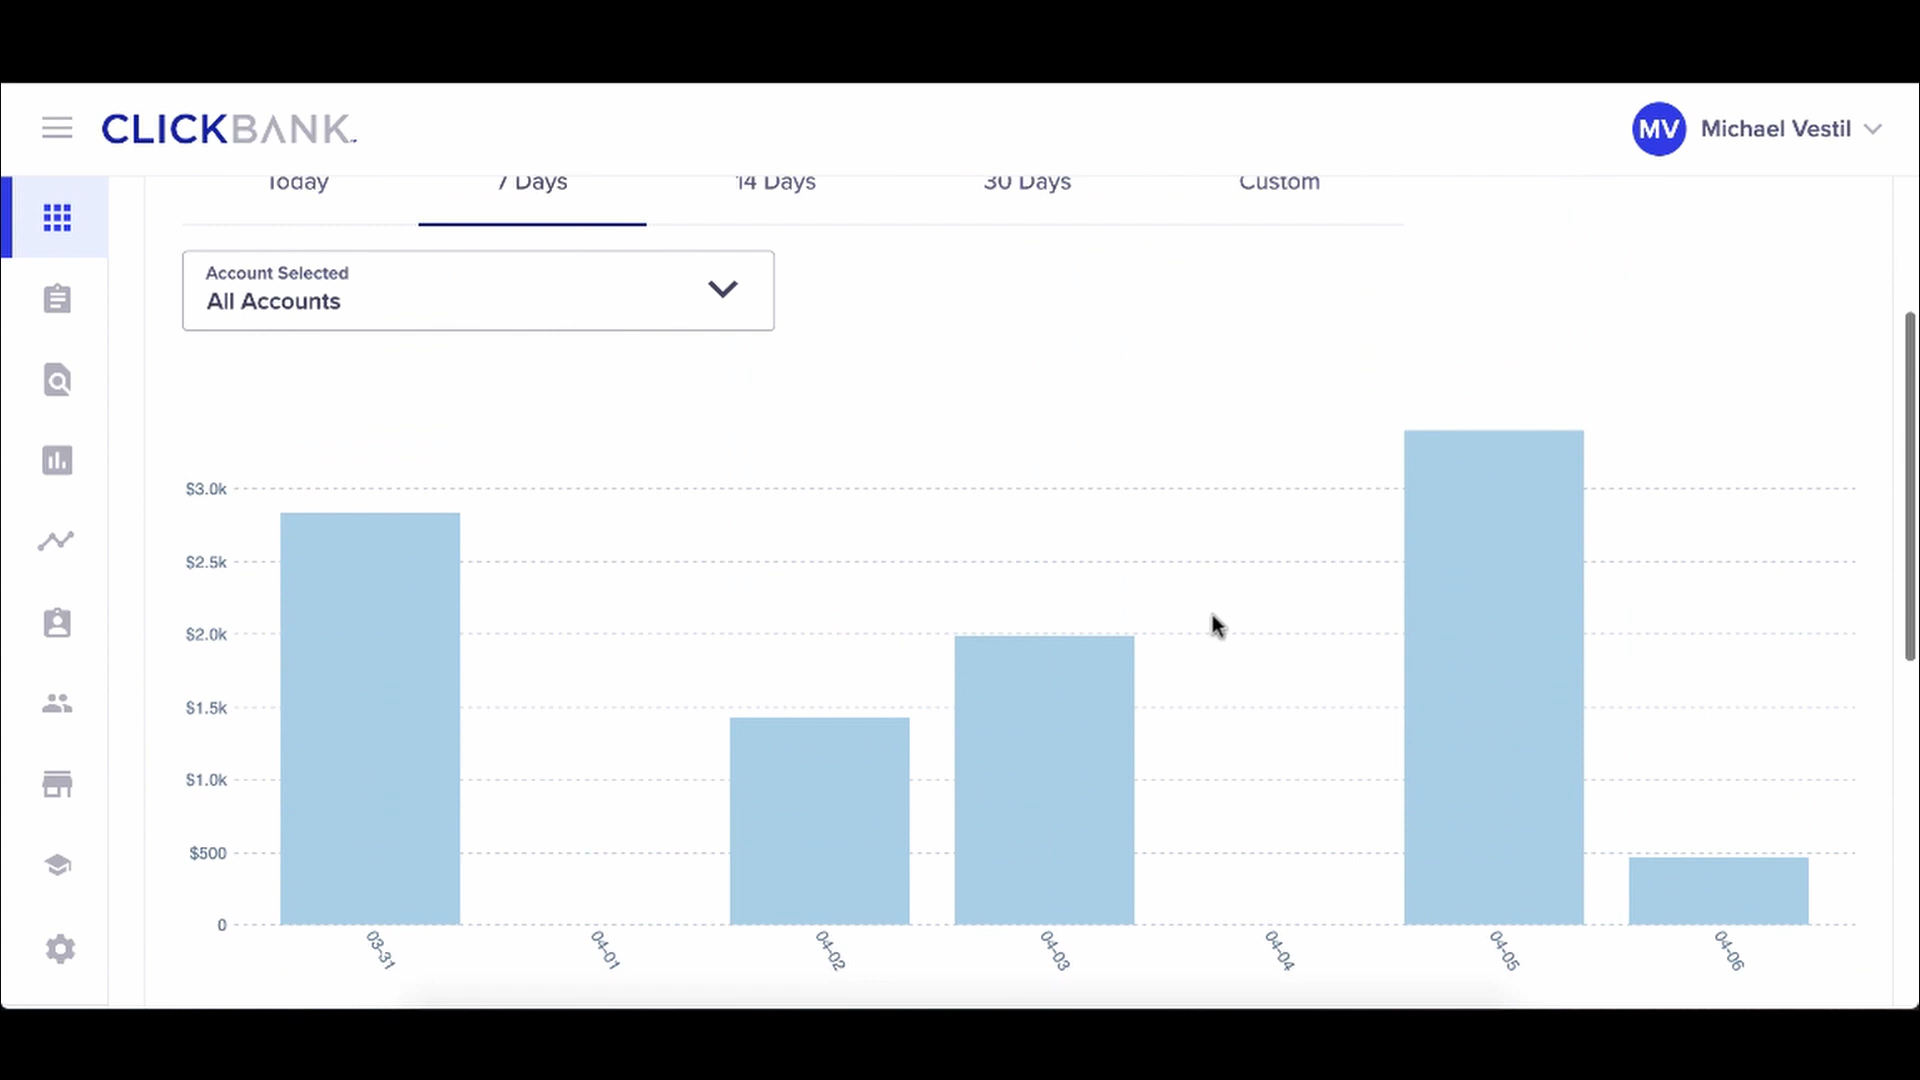 CLICKBANK
MV Michael Vestil
Today 7 Days 14 Days 30 Days Custom
Account Selected
All Accounts
$3.0k
$2.5k
$2.0k
$1.5k
$1.0k
$500
0
03-31 04-01 04-02 04-03 04-04 04-05 04-06